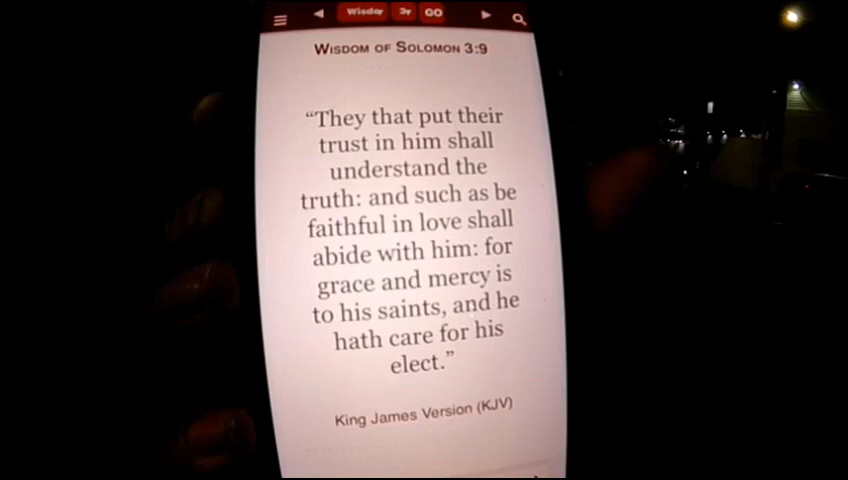 Wisdom 3 GO
WISDOM OF SOLOMON 3:9
“They that put their
trust in him shall
understand the
truth: and such as be
faithful in love shall
abide with him: for
grace and mercy is
to his saints, and he
hath care for his
elect.”
King James Version (KJV)